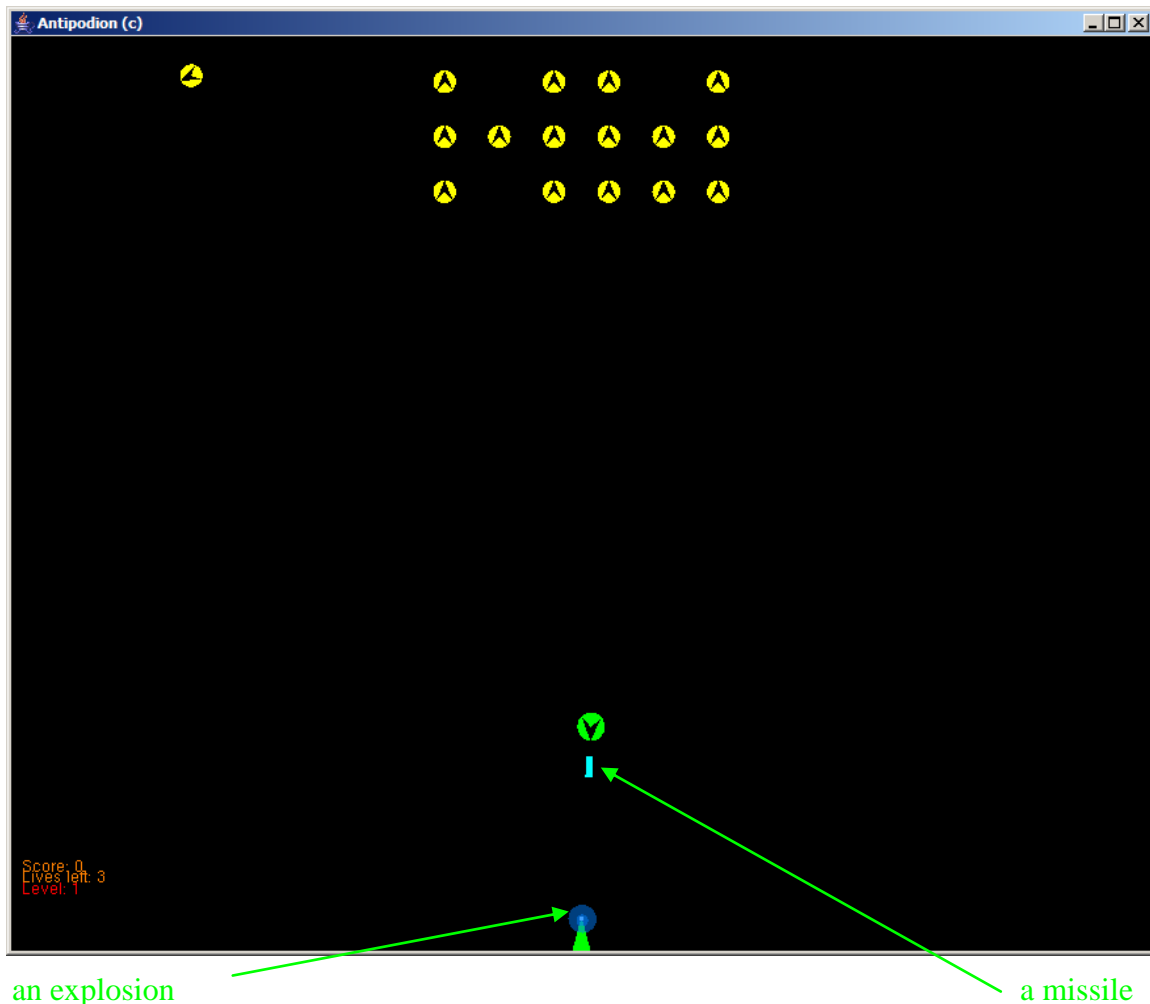 Antipodion (c)
Score: 0
Lives left: 3
Level: 1
an explosion
a missile